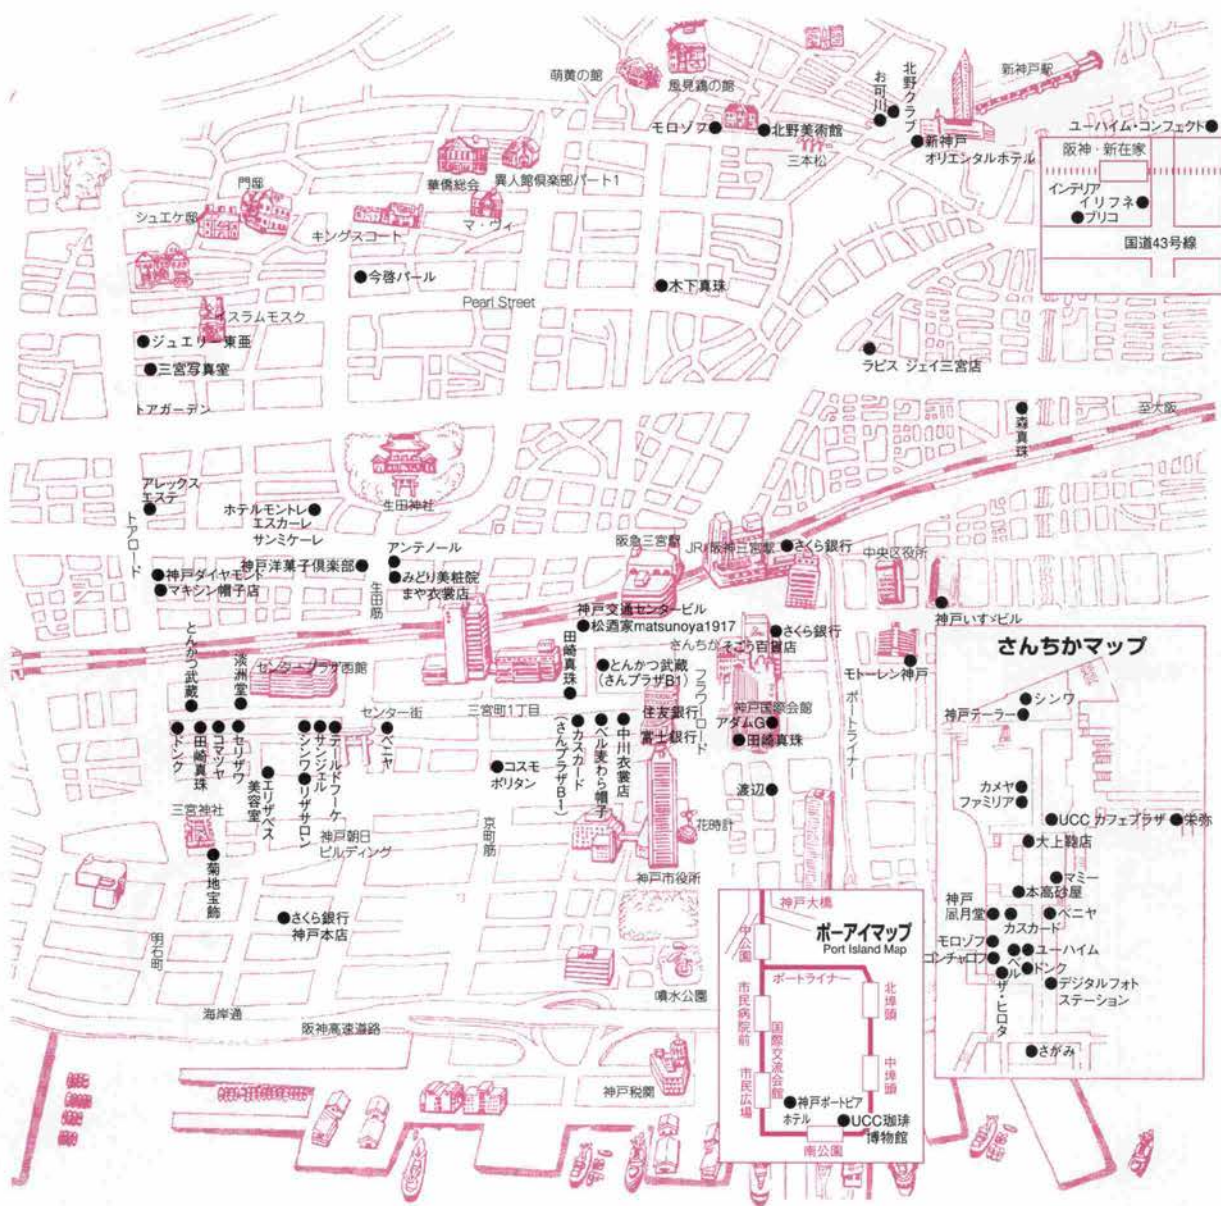 萌黄の館
風見鶏の館
北野クラブ
お可川
新神戸駅
モロゾフ
北野美術館
三本松
新神戸
オリエンタルホテル
ユーハイム・コンフェクト
阪神・新在家
インテリア
イリフネ
ブリコ
国道43号線
門邸
シュエケ邸
華僑総会
異人館倶楽部パート1
キングスコート
マ・ヴィ
今啓パール
木下真珠
Pearl Street
イスラムモスク
ジュエリー東亜
三宮写真室
トアガーデン
ラピス ジェイ三宮店
森真珠
至大阪
アレックス
エステ
トアロード
ホテルモントレ
エスカーレ
サンミケーレ
生田神社
神戸ダイヤモンド
マキシン帽子店
神戸洋菓子倶楽部
生田筋
アンテノール
みどり美粧院
まや衣裳店
阪急三宮駅
JR/阪神三宮駅
さくら銀行
中央区役所
神戸いすゞビル
神戸交通センタービル
松酒家matsunoya1917
さんちか
そごう百貨店
さくら銀行
モトーレン神戸
とんかつ武蔵
淡洲堂
センタープラザ西館
田崎真珠
とんかつ武蔵
(さんプラザB1)
フラワーロード
ポートライナー
センター街
三宮町1丁目
住友銀行
富士銀行
神戸国際会館
アダムG
田崎真珠
ドンク
田崎真珠
コマツヤ
セリザワ
エリザベス
美容室
シンワ
サンジェル
テールドフーケ
リザサロン
ベニヤ
コスモ
ポリタン
カスカード
(さんプラザB1)
ベル麦わら帽子
中川衣裳店
渡辺
三宮神社
菊地宝飾
神戸朝日
ビルディング
京町筋
花時計
神戸市役所
さくら銀行
神戸本店
明石町
海岸通
阪神高速道路
噴水公園
神戸税関
さんちかマップ
シンワ
神戸テーラー
カメヤ
ファミリア
UCC カフェプラザ
栄弥
大上鞄店
マミー
本高砂屋
神戸
凬月堂
カスカード
ベニヤ
モロゾフ
ゴンチャロフ
ベル
ユーハイム
ドンク
ザ・ヒロタ
デジタルフォト
ステーション
さがみ
神戸大橋
ポーアイマップ
Port Island Map
中公園
ポートライナー
市民病院前
国際交流会館
北埠頭
市民広場
中埠頭
神戸ポートピア
ホテル
UCC珈琲
博物館
南公園